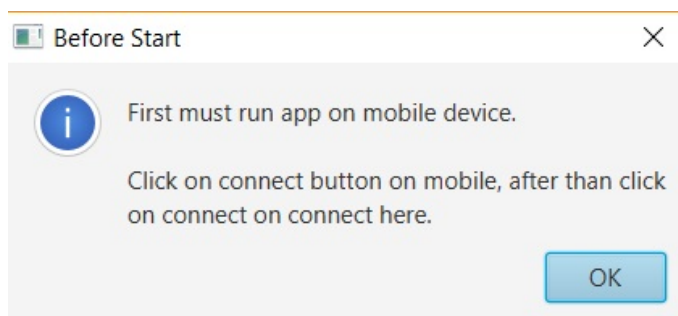 Before Start
First must run app on mobile device.
Click on connect button on mobile, after than click
on connect on connect here.
OK